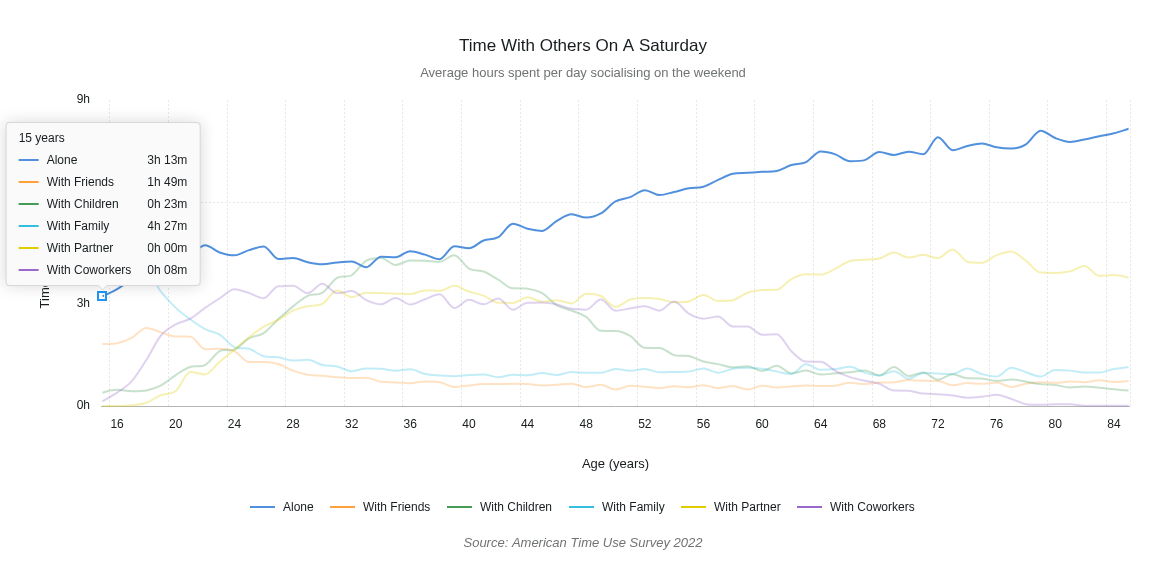 Time With Others On A Saturday
Average hours spent per day socialising on the weekend
9h
15 years
Alone 3h 13m
With Friends 1h 49m
With Children 0h 23m
With Family 4h 27m
With Partner 0h 00m
With Coworkers 0h 08m
3h
0h
16 20 24 28 32 36 40 44 48 52 56 60 64 68 72 76 80 84
Age (years)
Alone With Friends With Children With Family With Partner With Coworkers
Source: American Time Use Survey 2022